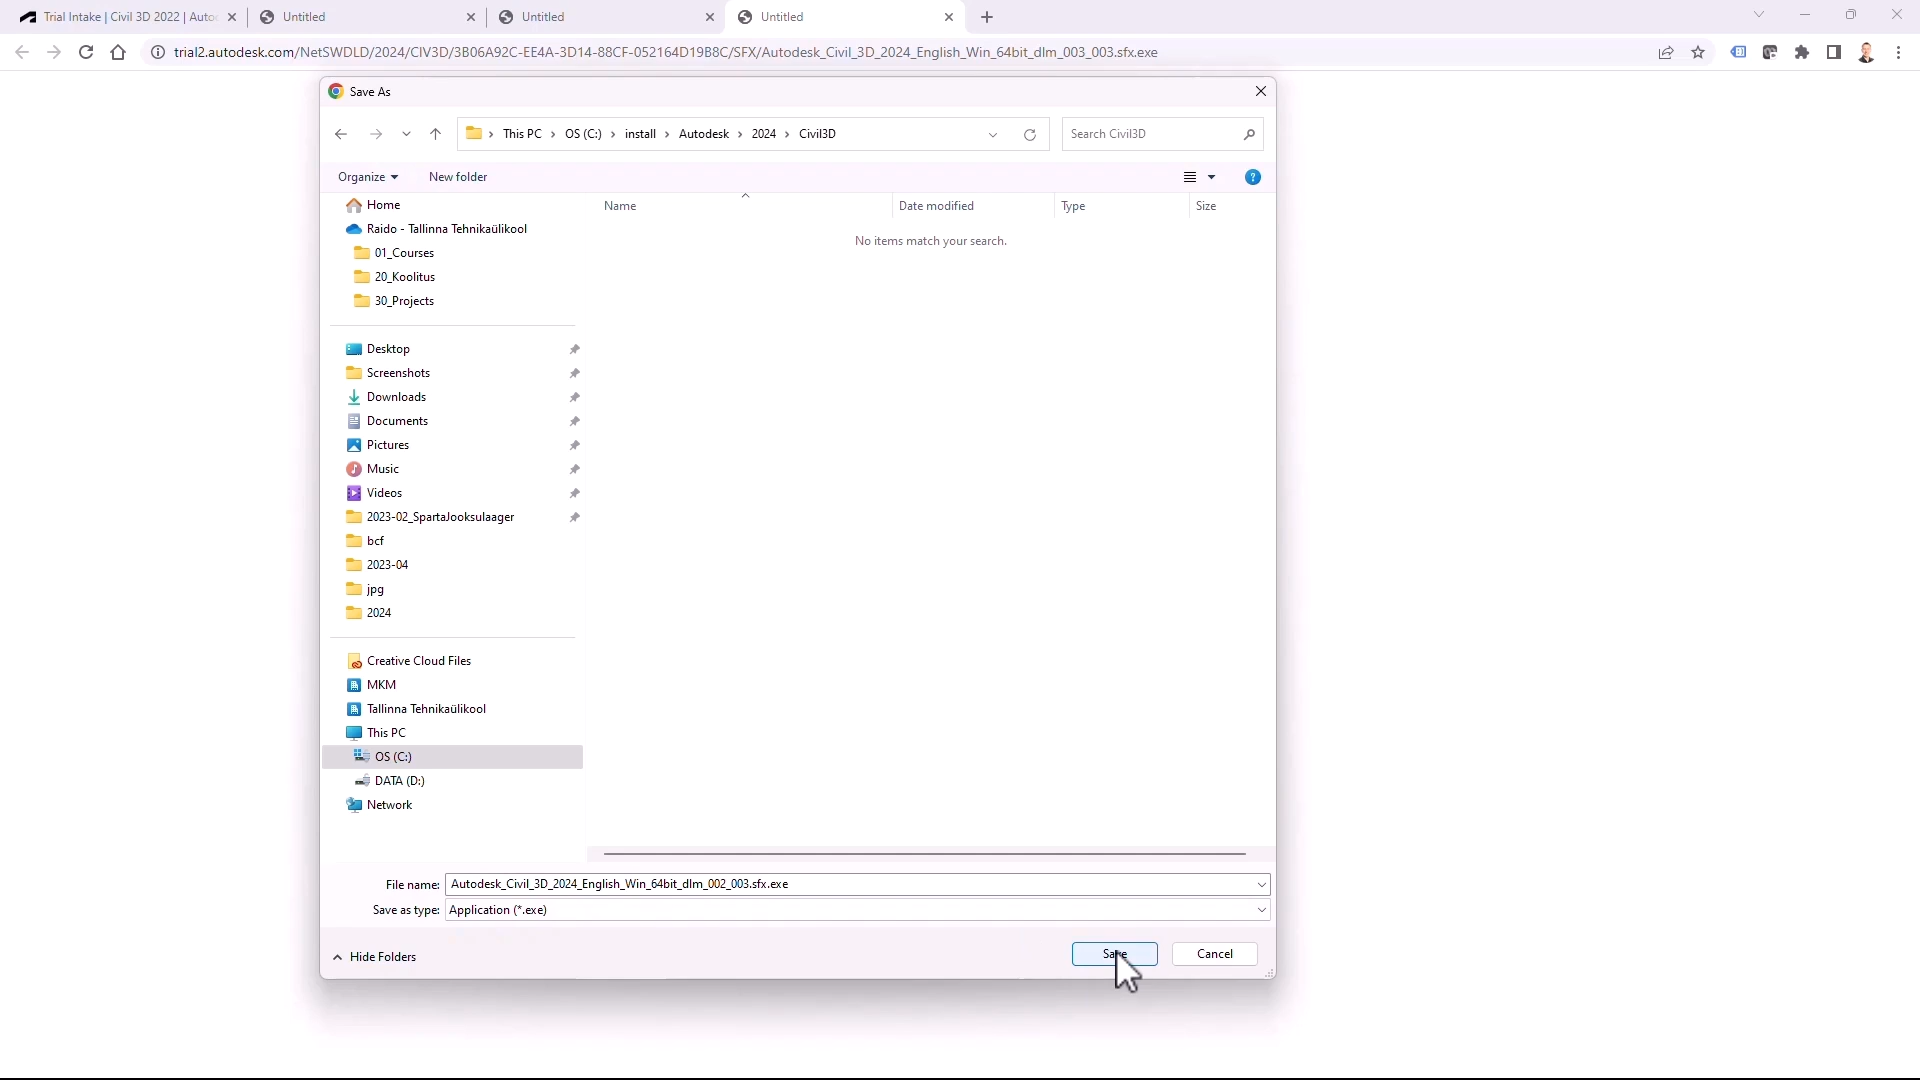 Trial Intake | Civil 3D 2022 | Auto
Untitled
Untitled
Untitled
trial2.autodesk.com/NetSWDLD/2024/CIV3D/3B06A92C-EE4A-3D14-88CF-052164D19B8C/SFX/Autodesk_Civil_3D_2024_English_Win_64bit_dlm_003_003.sfx.exe
Save As
This PC > OS (C:) > install > Autodesk > 2024 > Civil3D
Search Civil3D
Organize
New folder
Name
Date modified
Type
Size
No items match your search.
Home
Raido - Tallinna Tehnikaülikool
01_Courses
20_Koolitus
30_Projects
Desktop
Screenshots
Downloads
Documents
Pictures
Music
Videos
2023-02_SpartaJooksulaager
bcf
2023-04
jpg
2024
Creative Cloud Files
MKM
Tallinna Tehnikaülikool
This PC
OS (C:)
DATA (D:)
Network
File name: Autodesk_Civil_3D_2024_English_Win_64bit_dlm_002_003.sfx.exe
Save as type: Application (*.exe)
Hide Folders
Save
Cancel